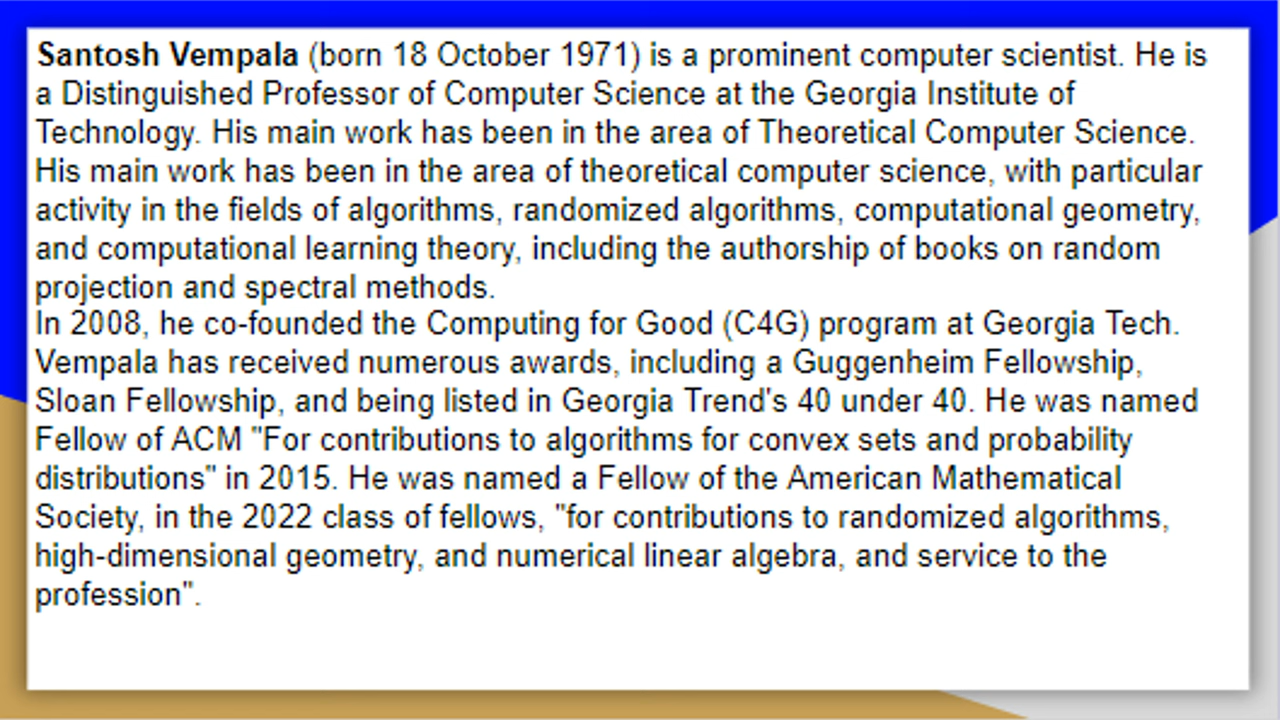 Santosh Vempala (born 18 October 1971) is a prominent computer scientist. He is
a Distinguished Professor of Computer Science at the Georgia Institute of
Technology. His main work has been in the area of Theoretical Computer Science.
His main work has been in the area of theoretical computer science, with particular
activity in the fields of algorithms, randomized algorithms, computational geometry,
and computational learning theory, including the authorship of books on random
projection and spectral methods.
In 2008, he co-founded the Computing for Good (C4G) program at Georgia Tech.
Vempala has received numerous awards, including a Guggenheim Fellowship,
Sloan Fellowship, and being listed in Georgia Trend's 40 under 40. He was named
Fellow of ACM "For contributions to algorithms for convex sets and probability
distributions" in 2015. He was named a Fellow of the American Mathematical
Society, in the 2022 class of fellows, "for contributions to randomized algorithms,
high-dimensional geometry, and numerical linear algebra, and service to the
profession".